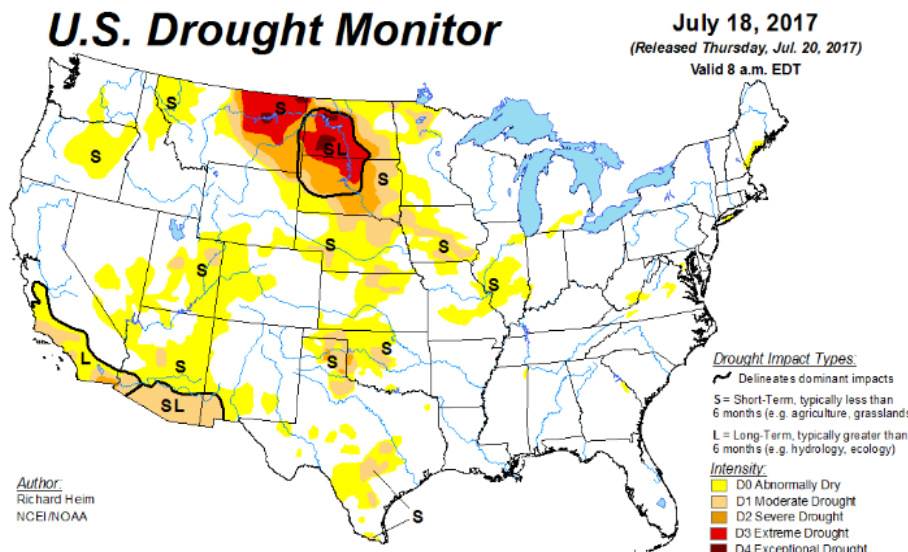 U.S. Drought Monitor
July 18, 2017
(Released Thursday, Jul. 20, 2017)
Valid 8 a.m. EDT
S
S
S
SL
S
S
S
S
S
L
S
S
S
SL
S
Author:
Richard Heim
NCEI/NOAA
Drought Impact Types:
Delineates dominant impacts
S = Short-Term, typically less than
6 months (e.g. agriculture, grasslands
L = Long-Term, typically greater than
6 months (e.g. hydrology, ecology)
Intensity:
D0 Abnormally Dry
D1 Moderate Drought
D2 Severe Drought
D3 Extreme Drought
D4 Exceptional Drought